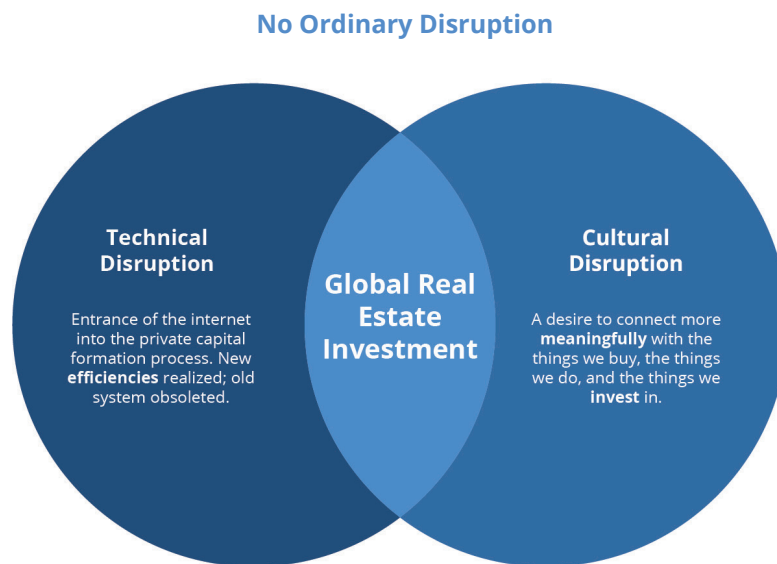 No Ordinary Disruption
Technical
Disruption
Entrance of the internet
into the private capital
formation process. New
efficiencies realized; old
system obsoleted.
Global Real
Estate
Investment
Cultural
Disruption
A desire to connect more
meaningfully with the
things we buy, the things
we do, and the things we
invest in.